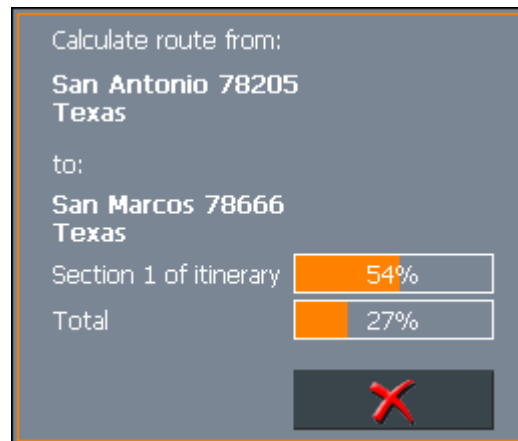 Calculate route from:
San Antonio 78205
Texas
to:
San Marcos 78666
Texas
Section 1 of itinerary 54%
Total 27%